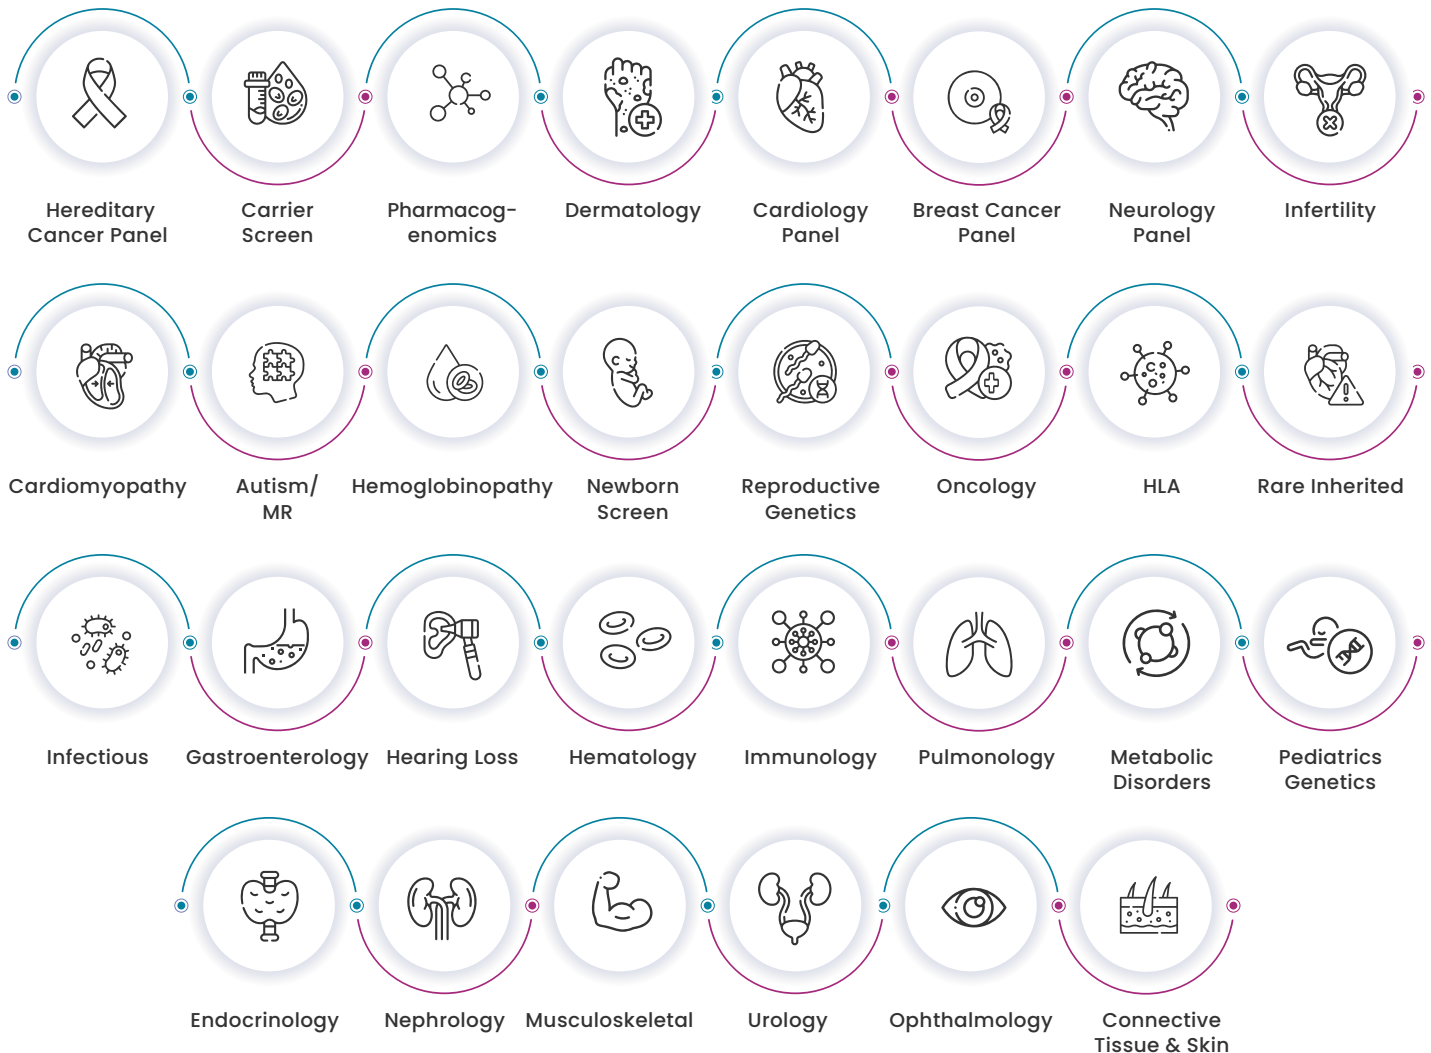 Hereditary
Cancer Panel
Carrier
Screen
Pharmacog-
enomics
Dermatology
Cardiology
Panel
Breast Cancer
Panel
Neurology
Panel
Infertility
Cardiomyopathy
Autism/
MR
Hemoglobinopathy
Newborn
Screen
Reproductive
Genetics
Oncology
HLA
Rare Inherited
Infectious
Gastroenterology
Hearing Loss
Hematology
Immunology
Pulmonology
Metabolic
Disorders
Pediatrics
Genetics
Endocrinology
Nephrology
Musculoskeletal
Urology
Ophthalmology
Connective
Tissue & Skin